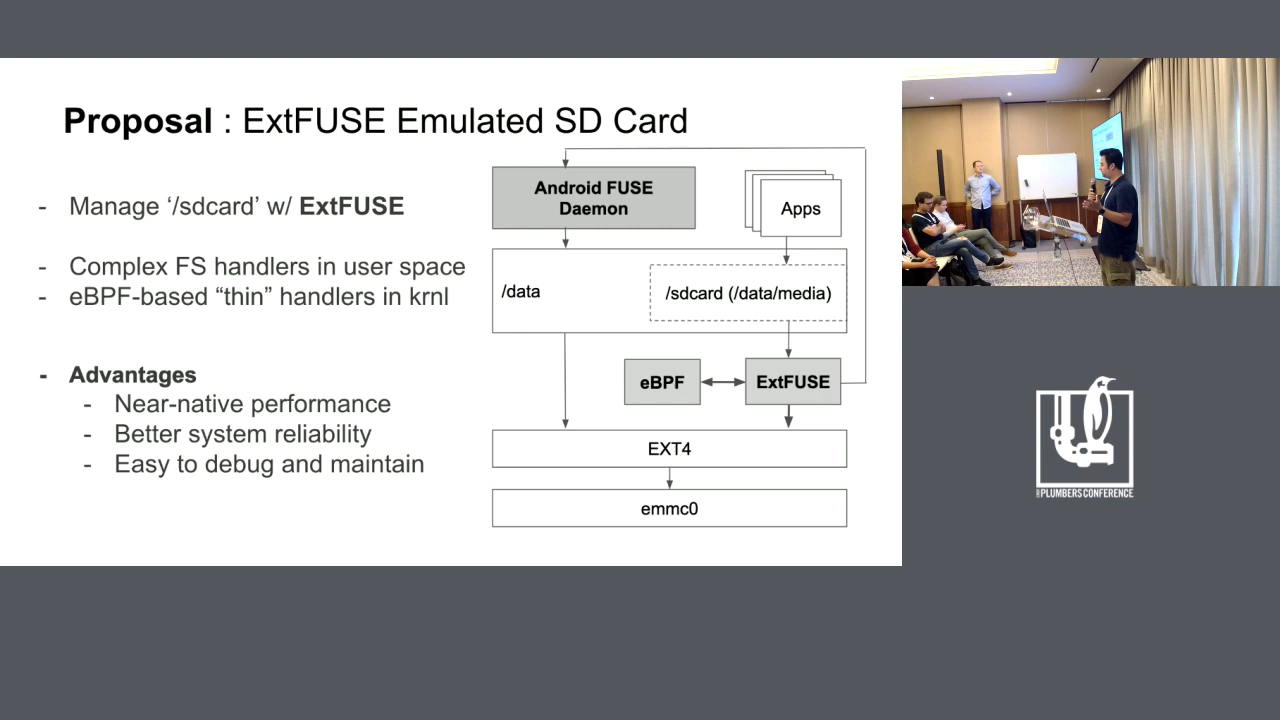 Proposal : ExtFUSE Emulated SD Card
- Manage ‘/sdcard’ w/ ExtFUSE
- Complex FS handlers in user space
- eBPF-based “thin” handlers in krnl
- Advantages
- Near-native performance
- Better system reliability
- Easy to debug and maintain
Android FUSE
Daemon
Apps
/data
/sdcard (/data/media)
eBPF
ExtFUSE
EXT4
emmc0
PLUMBERS CONFERENCE